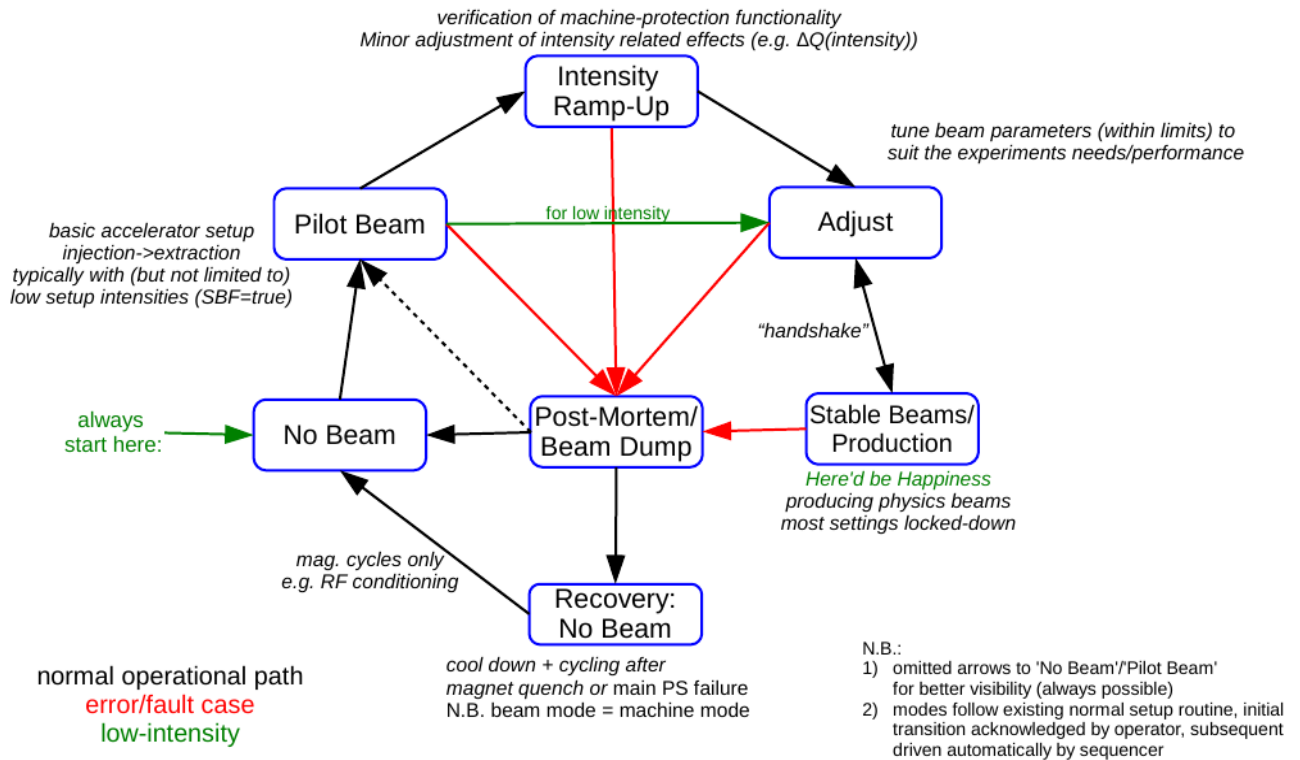 verification of machine-protection functionality
Minor adjustment of intensity related effects (e.g. ΔQ(intensity))
Intensity
Ramp-Up
tune beam parameters (within limits) to
suit the experiments needs/performance
Pilot Beam
for low intensity
Adjust
basic accelerator setup
injection->extraction
typically with (but not limited to)
low setup intensities (SBF=true)
“handshake”
always
start here:
No Beam
Post-Mortem/
Beam Dump
Stable Beams/
Production
Here'd be Happiness
producing physics beams
most settings locked-down
mag. cycles only
e.g. RF conditioning
Recovery:
No Beam
cool down + cycling after
magnet quench or main PS failure
N.B. beam mode = machine mode
normal operational path
error/fault case
low-intensity
N.B.:
1) omitted arrows to 'No Beam'/'Pilot Beam'
for better visibility (always possible)
2) modes follow existing normal setup routine, initial
transition acknowledged by operator, subsequent
driven automatically by sequencer